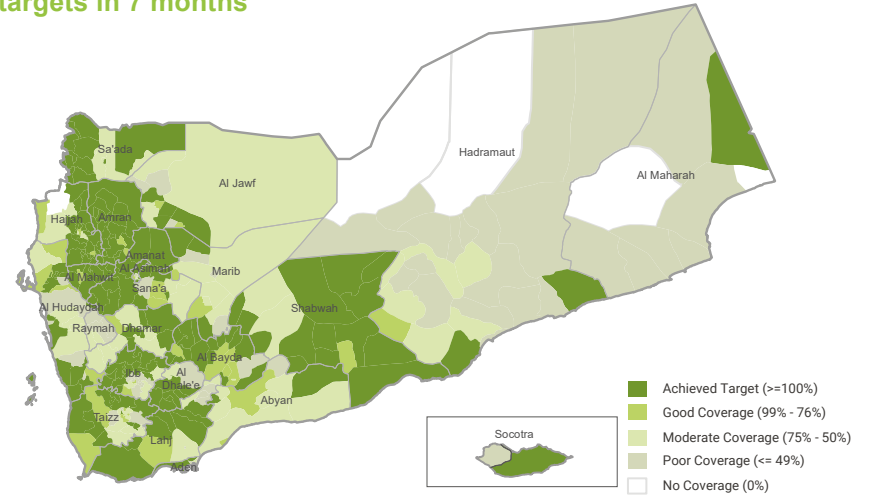 targets in 7 months
Sa'ada
Hadramaut
Al Jawf
Al Maharah
Hajjah
Amran
Amanat
Al Asimah
Marib
Al Mahwit
Sana'a
Al Hudaydah
Shabwah
Raymah
Dhamar
Al Bayda
Ibb
Al
Dhale'e
Abyan
Taizz
Lahj
Aden
Socotra
Achieved Target (>=100%)
Good Coverage (99% - 76%)
Moderate Coverage (75% - 50%)
Poor Coverage (<= 49%)
No Coverage (0%)